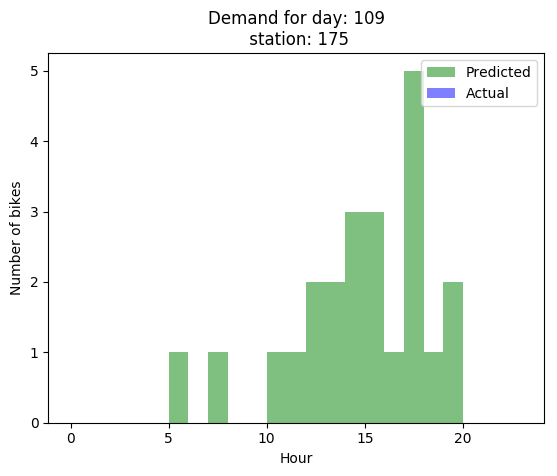 Demand for day: 109
station: 175
Predicted
Actual
Number of bikes
5
4
3
2
1
0
0 5 10 15 20
Hour